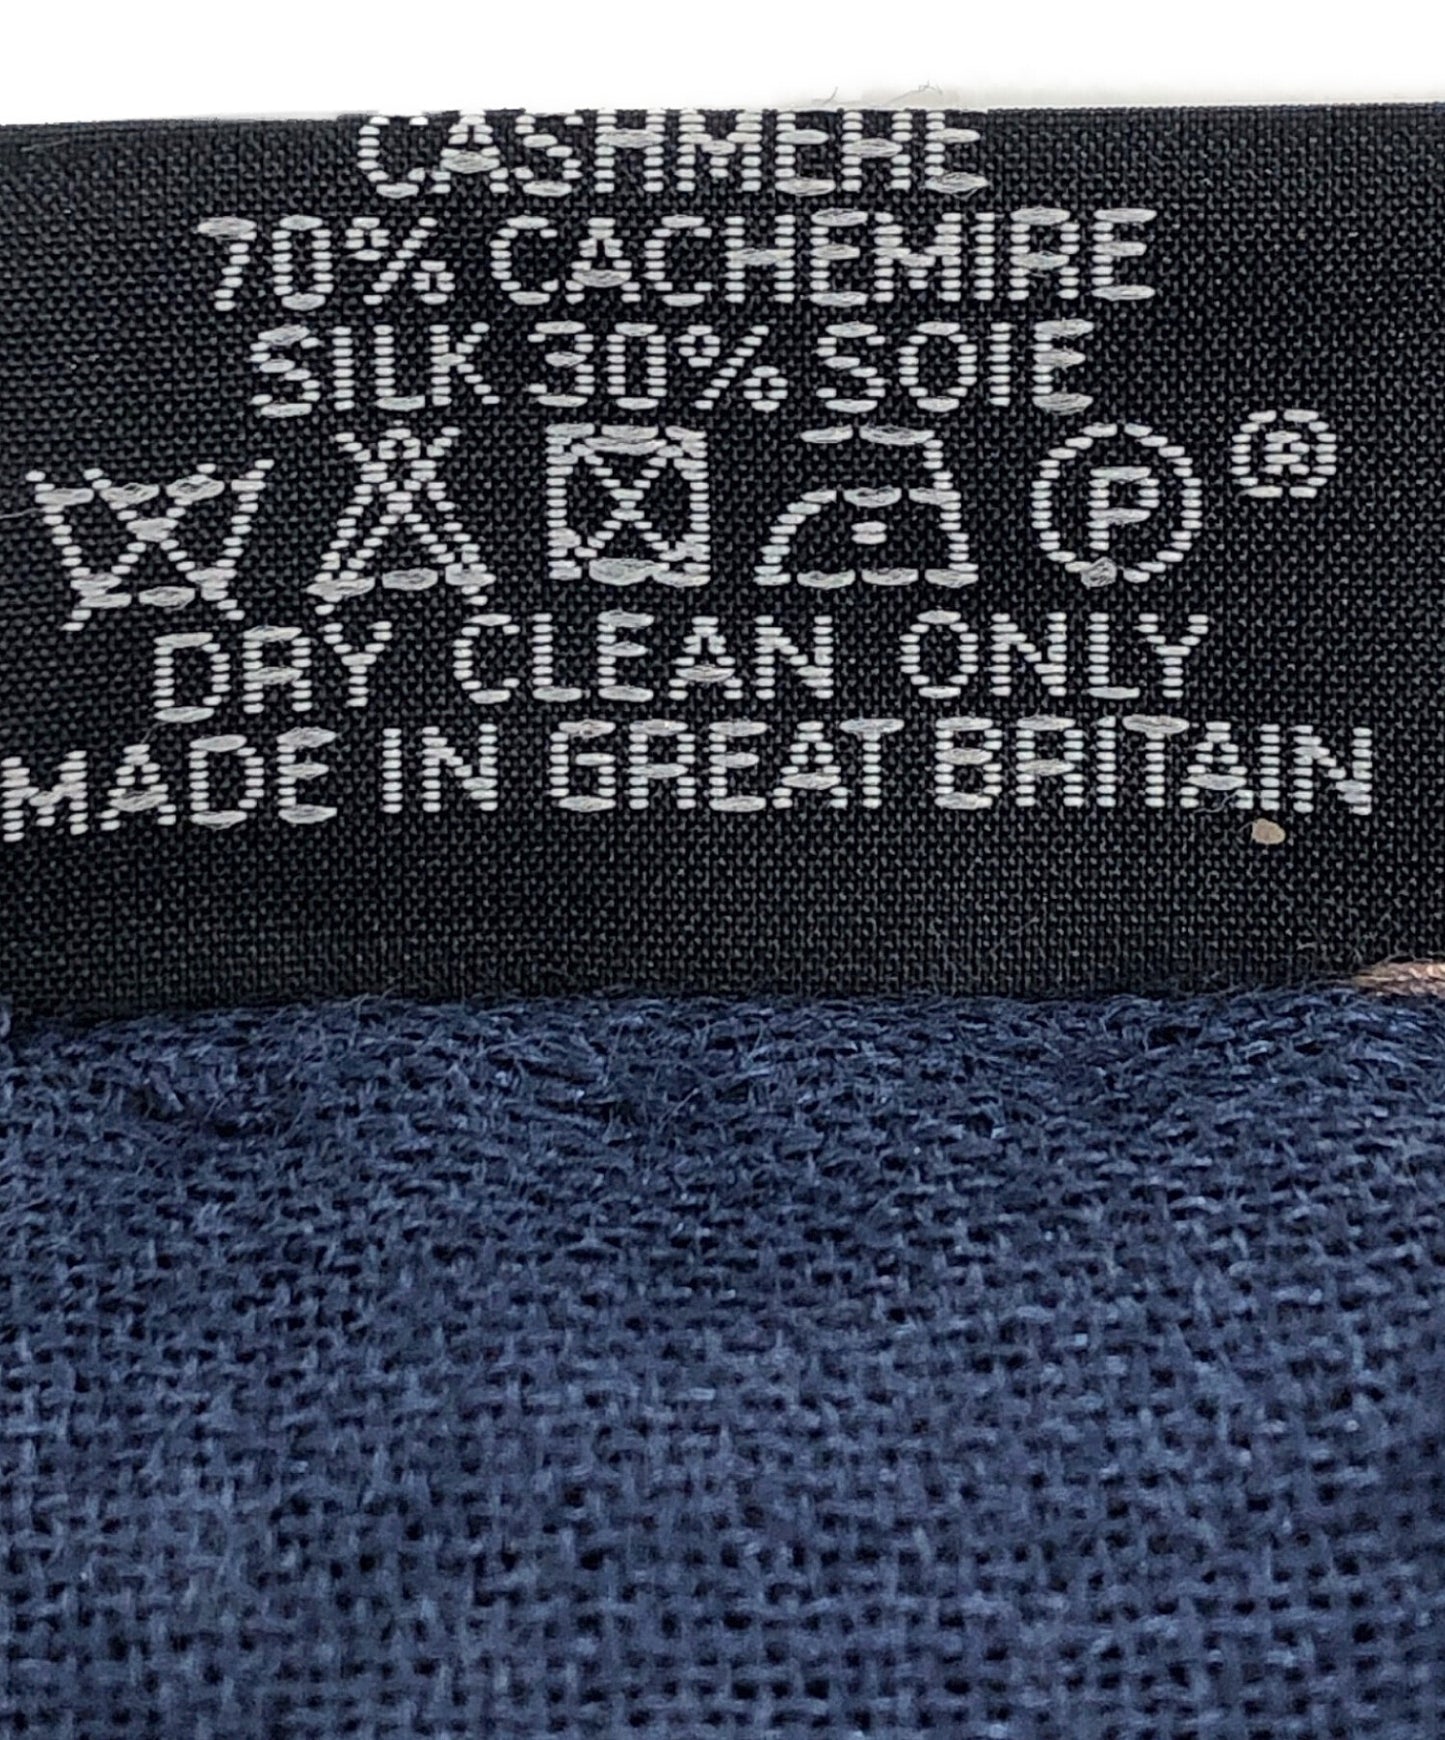 CASHMERE
70% CACHEMIRE
SILK 30% SOIE
P ®
DRY CLEAN ONLY
MADE IN GREAT BRITAIN